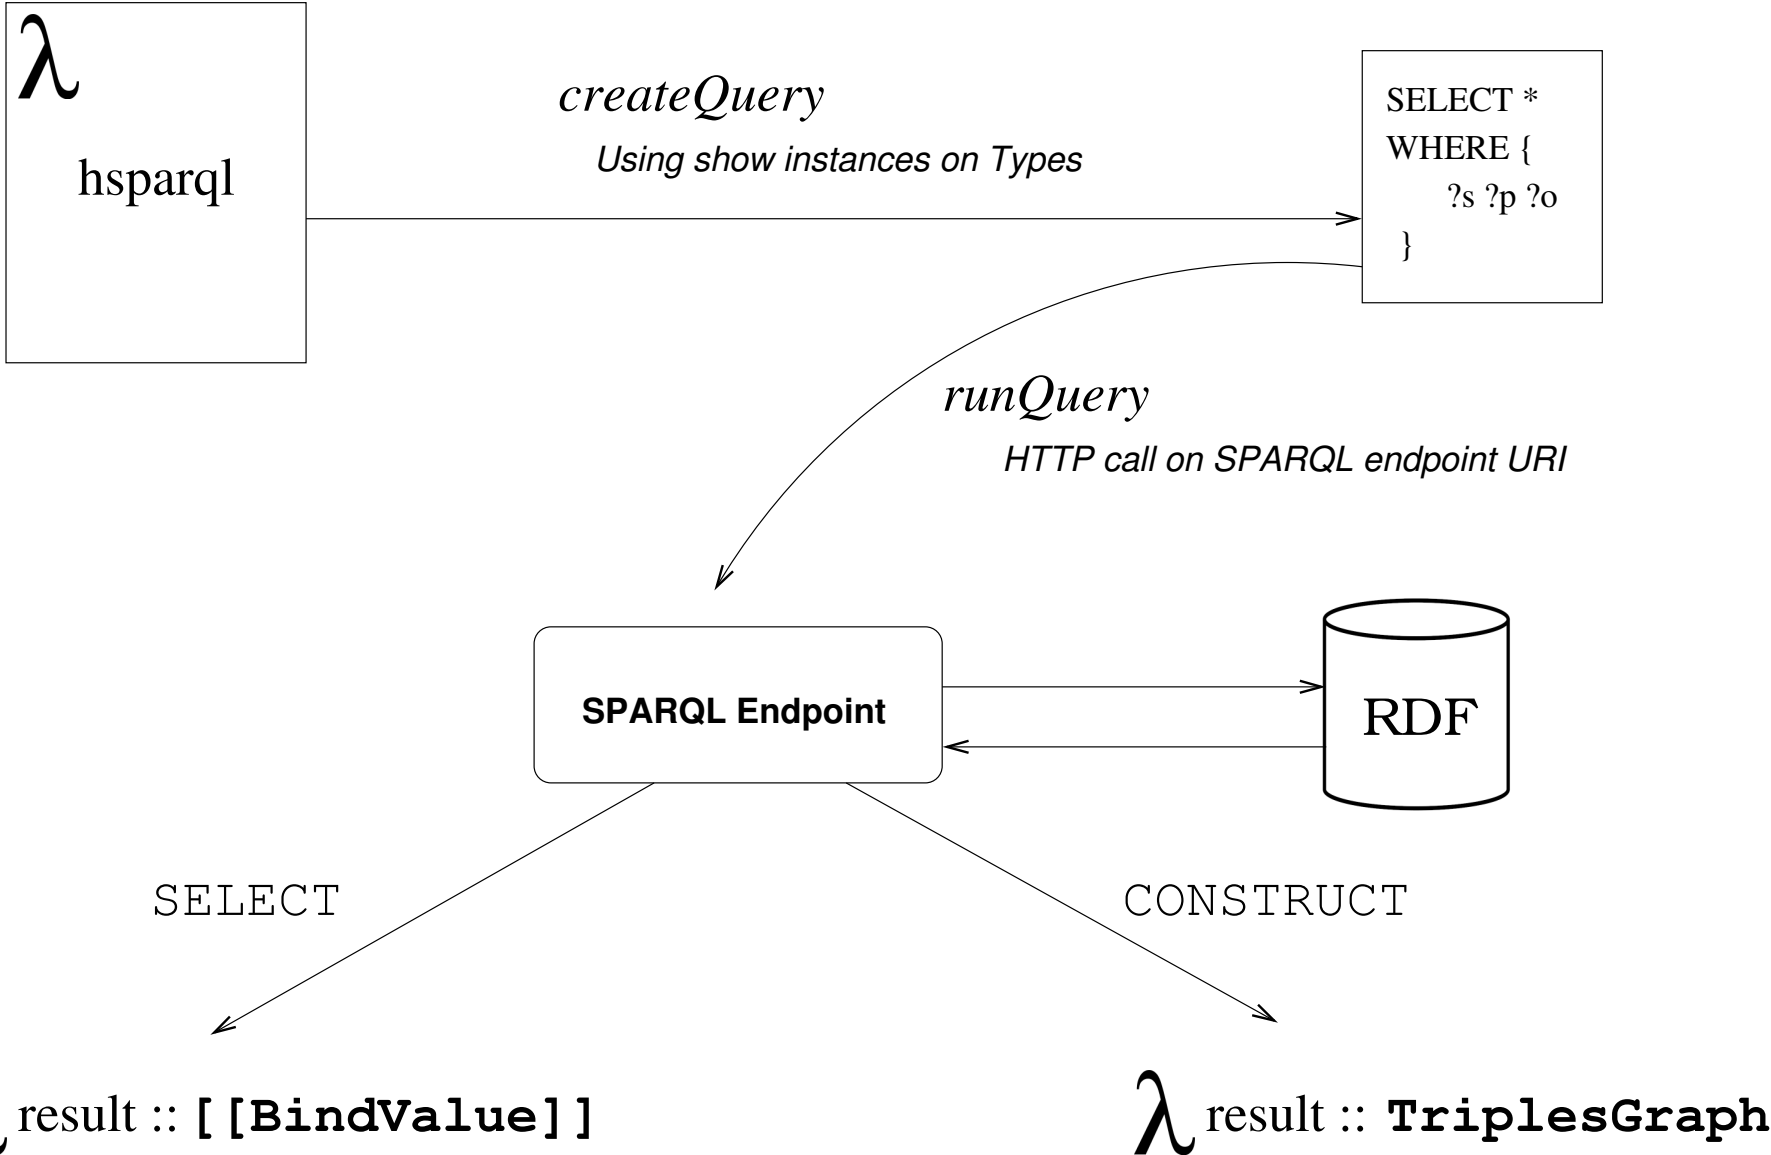 λ
hsparql
createQuery
Using show instances on Types
SELECT *
WHERE {
?s ?p ?o
}
runQuery
HTTP call on SPARQL endpoint URI
SPARQL Endpoint
RDF
SELECT
CONSTRUCT
result :: [[BindValue]]
λ result :: TriplesGraph